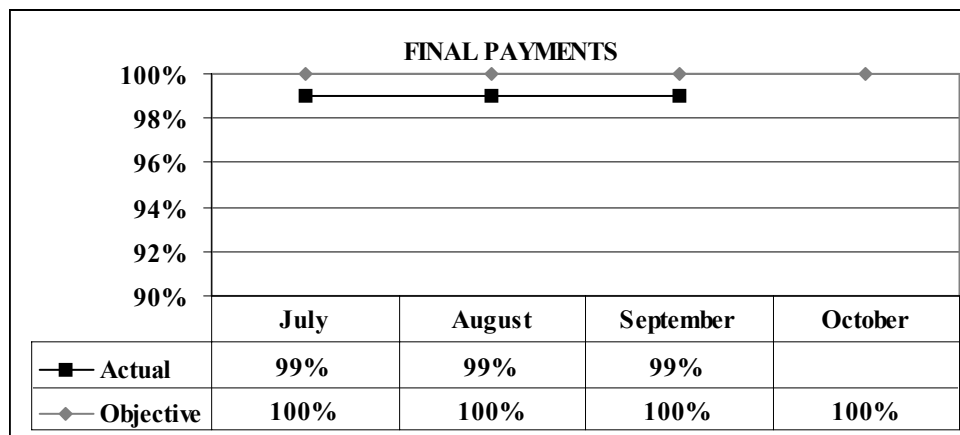 FINAL PAYMENTS
100%
98%
96%
94%
92%
90%
July August September October
Actual 99% 99% 99%
Objective 100% 100% 100% 100%